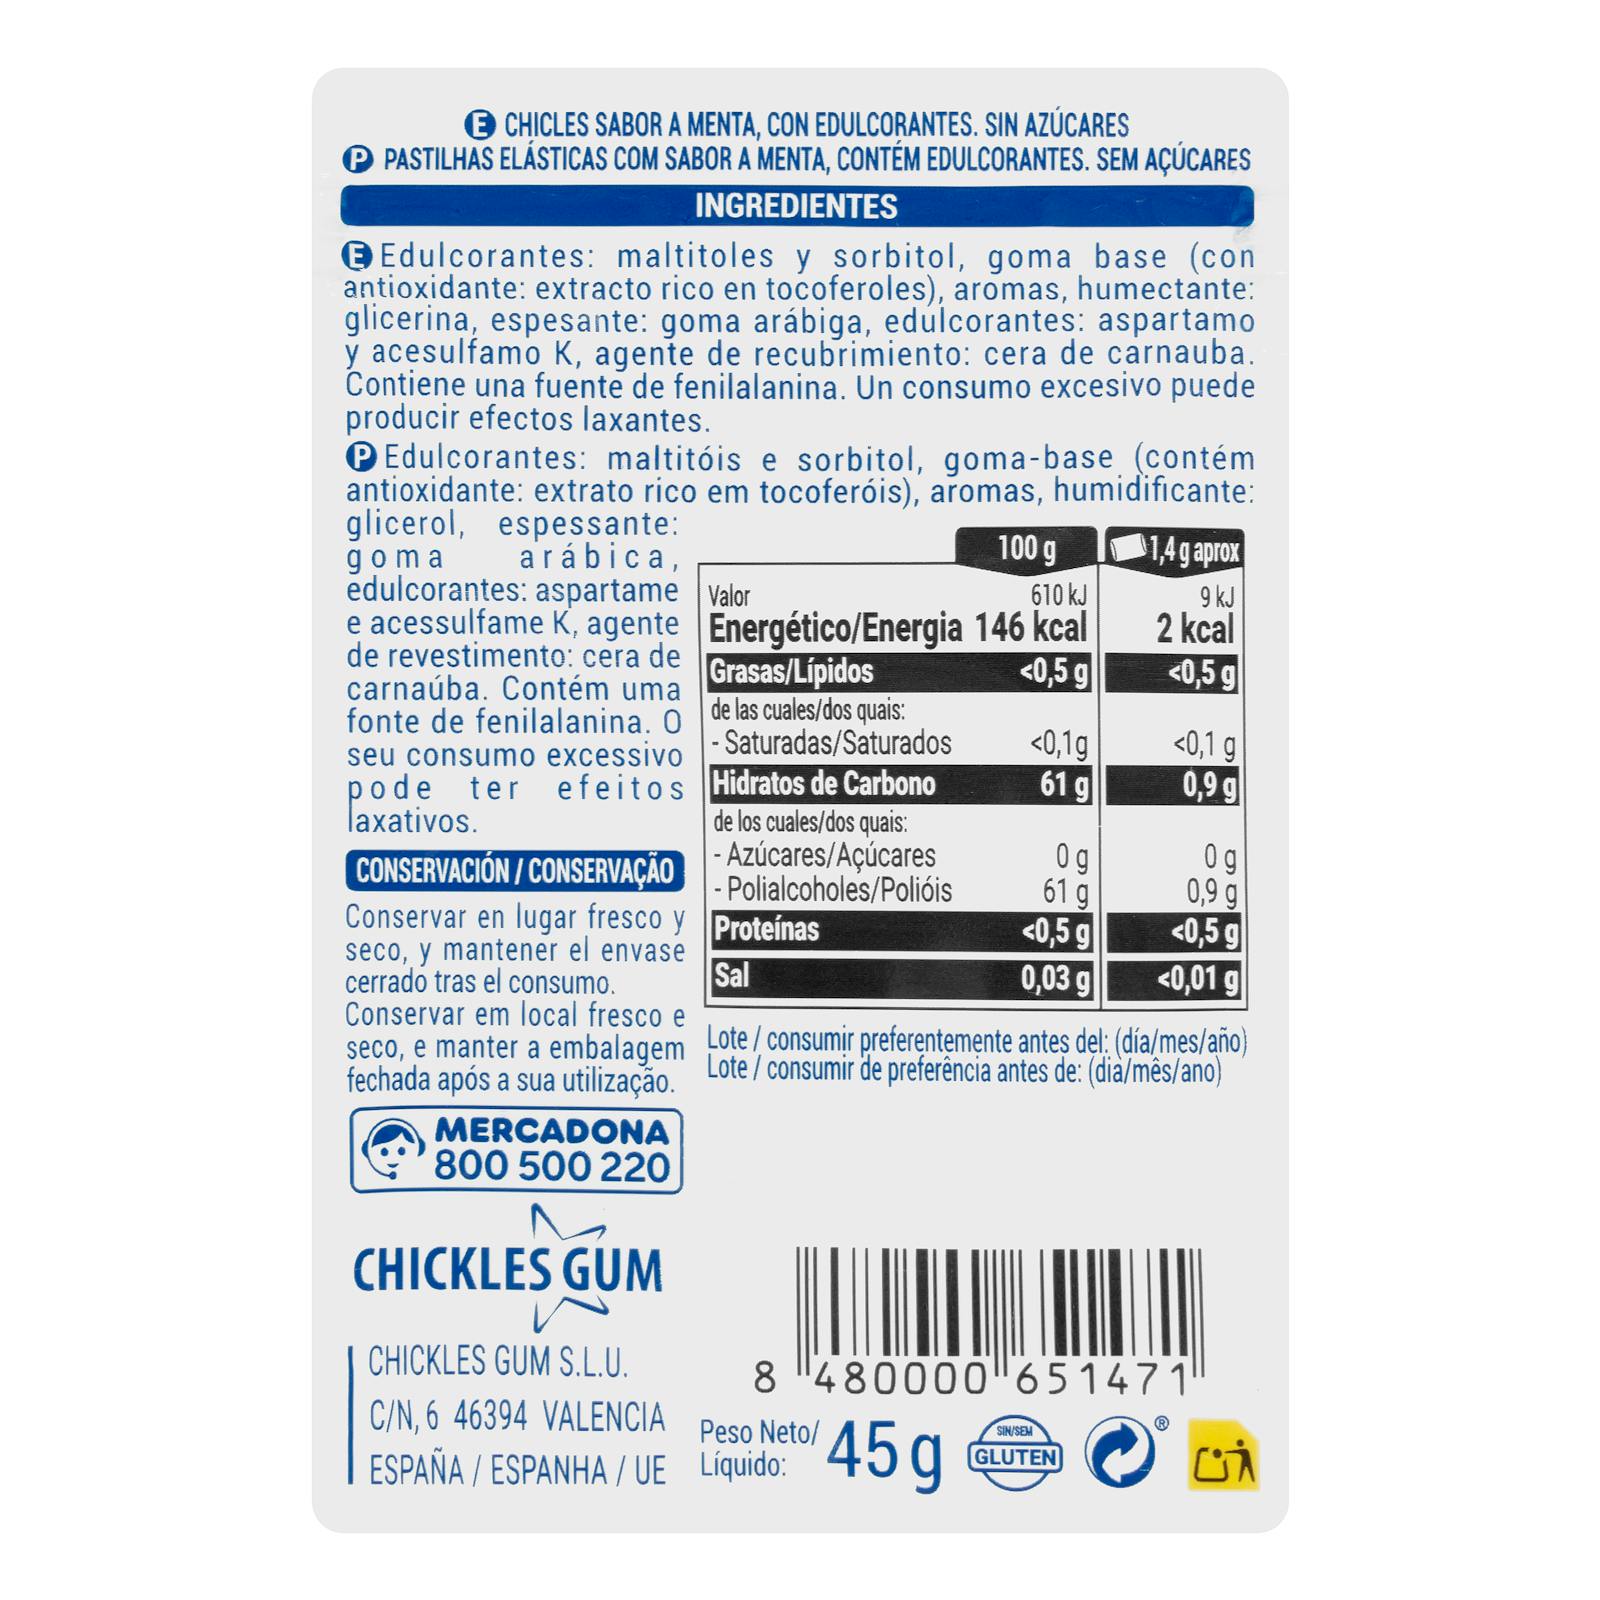 E CHICLES SABOR A MENTA, CON EDULCORANTES. SIN AZÚCARES
P PASTILHAS ELÁSTICAS COM SABOR A MENTA, CONTÉM EDULCORANTES. SEM AÇÚCARES
INGREDIENTES
E Edulcorantes: maltitoles y sorbitol, goma base (con
antioxidante: extracto rico en tocoferoles), aromas, humectante:
glicerina, espesante: goma arábiga, edulcorantes: aspartamo
y acesulfamo K, agente de recubrimiento: cera de carnauba.
Contiene una fuente de fenilalanina. Un consumo excesivo puede
producir efectos laxantes.
P Edulcorantes: maltitóis e sorbitol, goma-base (contém
antioxidante: extrato rico em tocoferóis), aromas, humidificante:
glicerol, espessante:
goma arábica,
edulcorantes: aspartame
e acessulfame K, agente
de revestimento: cera de
carnaúba. Contém uma
fonte de fenilalanina. O
seu consumo excessivo
pode ter efeitos
laxativos.
100 g 1,4 g aprox
Valor 610 kJ 9 kJ
Energético/Energia 146 kcal 2 kcal
Grasas/Lípidos <0,5 g <0,5 g
de las cuales/dos quais:
- Saturadas/Saturados <0,1g <0,1 g
Hidratos de Carbono 61 g 0,9 g
de los cuales/dos quais:
- Azúcares/Açúcares 0 g 0 g
- Polialcoholes/Polióis 61 g 0,9 g
Proteínas <0,5 g <0,5 g
Sal 0,03 g <0,01 g
CONSERVACIÓN / CONSERVAÇÃO
Conservar en lugar fresco y
seco, y mantener el envase
cerrado tras el consumo.
Conservar em local fresco e
seco, e manter a embalagem
fechada após a sua utilização.
Lote / consumir preferentemente antes del: (día/mes/año)
Lote / consumir de preferência antes de: (dia/mês/ano)
MERCADONA
800 500 220
CHICKLES GUM
CHICKLES GUM S.L.U.
C/N, 6 46394 VALENCIA
ESPAÑA / ESPANHA / UE
8 480000 651471
Peso Neto/
Líquido: 45 g
SIN/SEM
GLUTEN
®